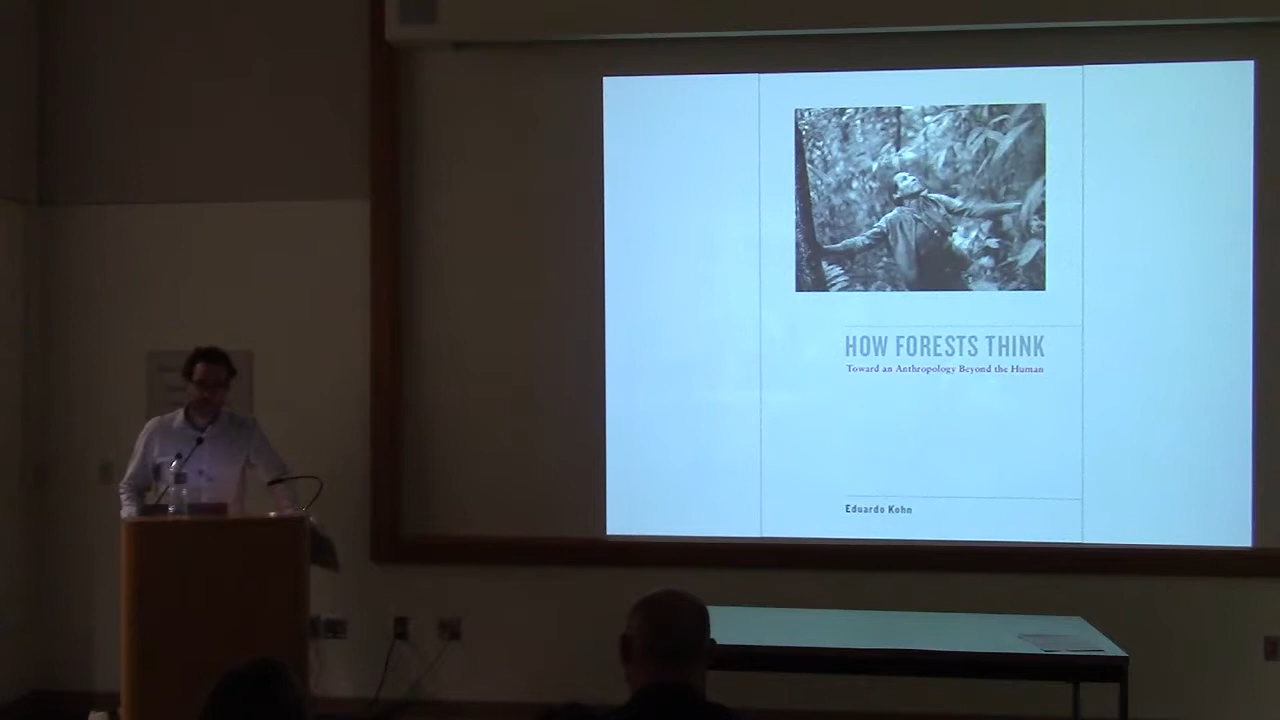 HOW FORESTS THINK
Toward an Anthropology Beyond the Human
Eduardo Kohn